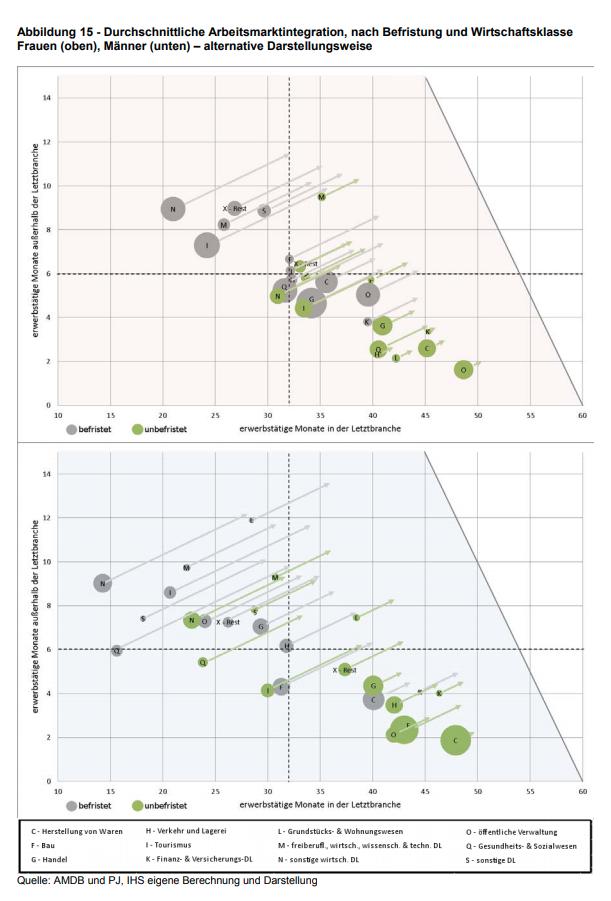 Abbildung 15 - Durchschnittliche Arbeitsmarktintegration, nach Befristung und Wirtschaftsklasse
Frauen (oben), Männer (unten) – alternative Darstellungsweise
erwerbstätige Monate außerhalb der Letztbranche
14
12
10
8
6
4
2
0
N
X - Rest
S
M
I
M
Q
N
I
G
C
O
K
G
K
Q
L
C
O
10 15 20 25 30 35 40 45 50 55 60
befristet unbefristet erwerbstätige Monate in der Letztbranche
erwerbstätige Monate außerhalb der Letztbranche
14
12
10
8
6
4
2
0
L
M
N
I
M
S
S
N
O
X - Rest
G
L
Q
H
Q
X - Rest
I
F
G
C
K
H
F
O
C
10 15 20 25 30 35 40 45 50 55 60
befristet unbefristet erwerbstätige Monate in der Letztbranche
C - Herstellung von Waren H - Verkehr und Lagerei L - Grundstücks- & Wohnungswesen O - öffentliche Verwaltung
F - Bau I - Tourismus M - freiberufl., wirtsch., wissensch. & techn. DL Q - Gesundheits- & Sozialwesen
G - Handel K - Finanz- & Versicherungs-DL N - sonstige wirtsch. DL S - sonstige DL
Quelle: AMDB und PJ, IHS eigene Berechnung und Darstellung